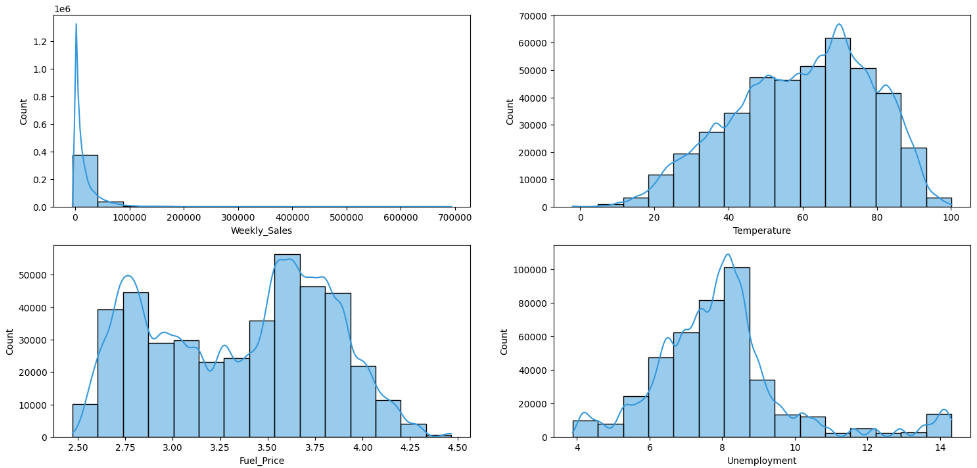 1e6
1.2
1.0
0.8
0.6
0.4
0.2
0.0
Count
0 100000 200000 300000 400000 500000 600000 700000
Weekly_Sales
70000
60000
50000
40000
30000
20000
10000
0
Count
0 20 40 60 80 100
Temperature
50000
40000
30000
20000
10000
0
Count
2.50 2.75 3.00 3.25 3.50 3.75 4.00 4.25 4.50
Fuel_Price
100000
80000
60000
40000
20000
0
Count
4 6 8 10 12 14
Unemployment